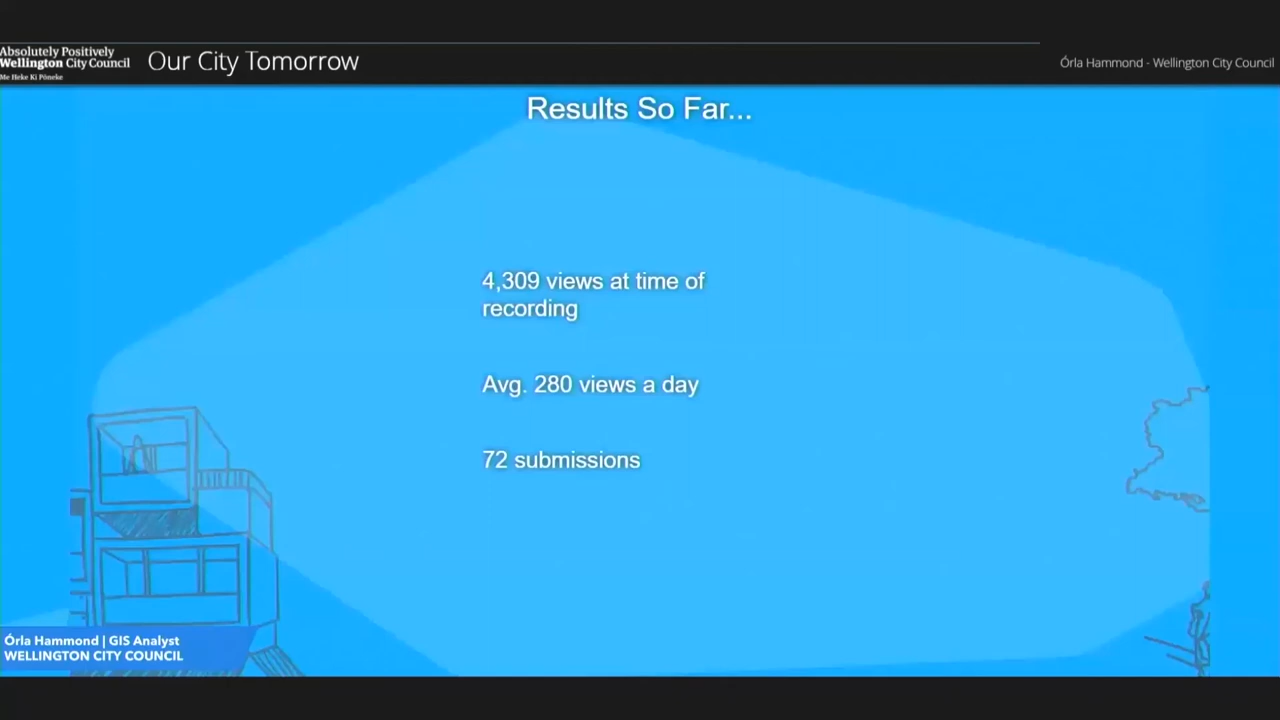 Absolutely Positively
Wellington City Council
Me Heke Ki Pōneke
Our City Tomorrow
Órla Hammond - Wellington City Council
Results So Far...
4,309 views at time of
recording
Avg. 280 views a day
72 submissions
Órla Hammond | GIS Analyst
WELLINGTON CITY COUNCIL